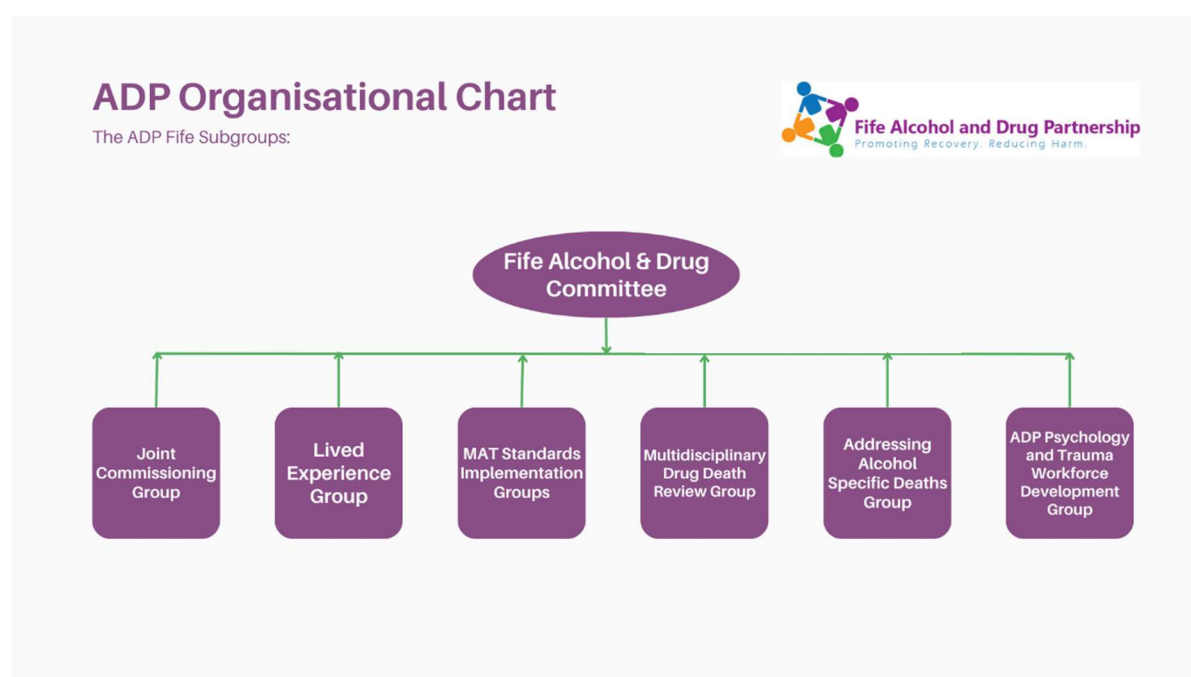 ADP Organisational Chart
The ADP Fife Subgroups:
Fife Alcohol and Drug Partnership
Promoting Recovery. Reducing Harm.
Fife Alcohol & Drug
Committee
Joint
Commissioning
Group
Lived
Experience
Group
MAT Standards
Implementation
Groups
Multidisciplinary
Drug Death
Review Group
Addressing
Alcohol
Specific Deaths
Group
ADP Psychology
and Trauma
Workforce
Development
Group